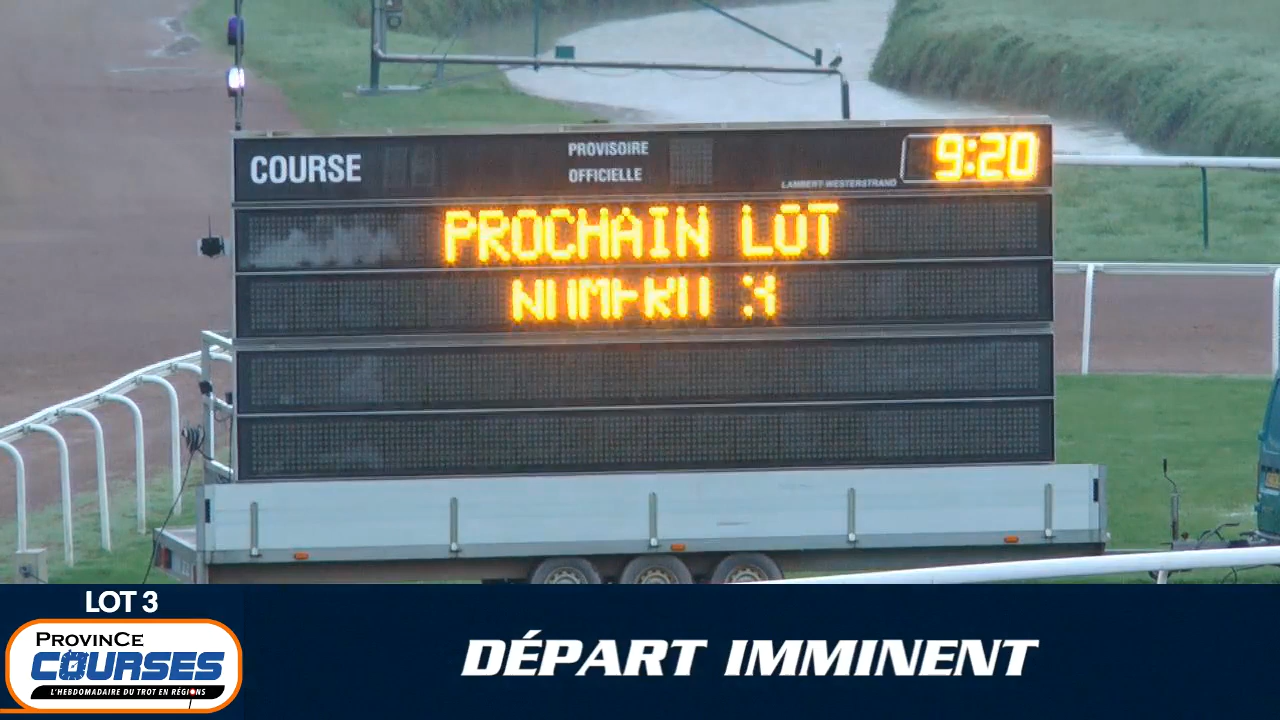 COURSE
PROVISOIRE
OFFICIELLE
LAMBERT WESTERSTRAND
9:20
PROCHAIN LOT
NUMERO
LOT 3
PROVINCE
COURSES
L'HEBDOMADAIRE DU TROT EN RÉGIONS
DÉPART IMMINENT